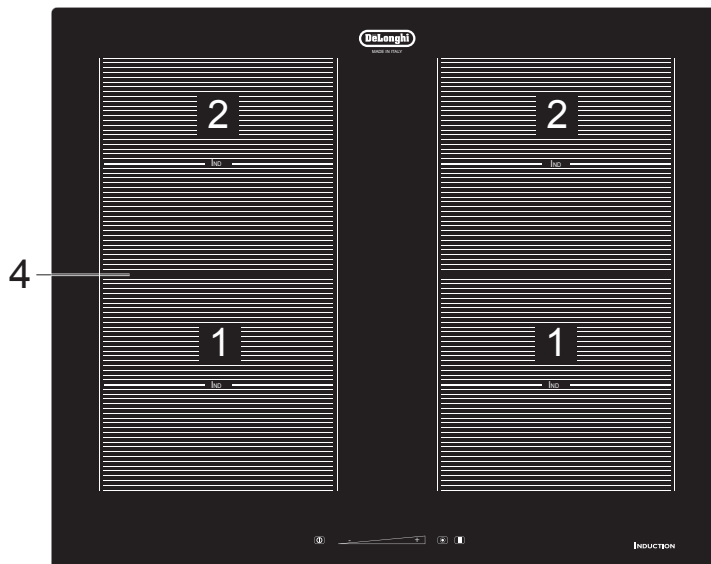 DeLonghi
MADE IN ITALY
2 2
IND IND
4
1 1
IND IND
- +
INDUCTION